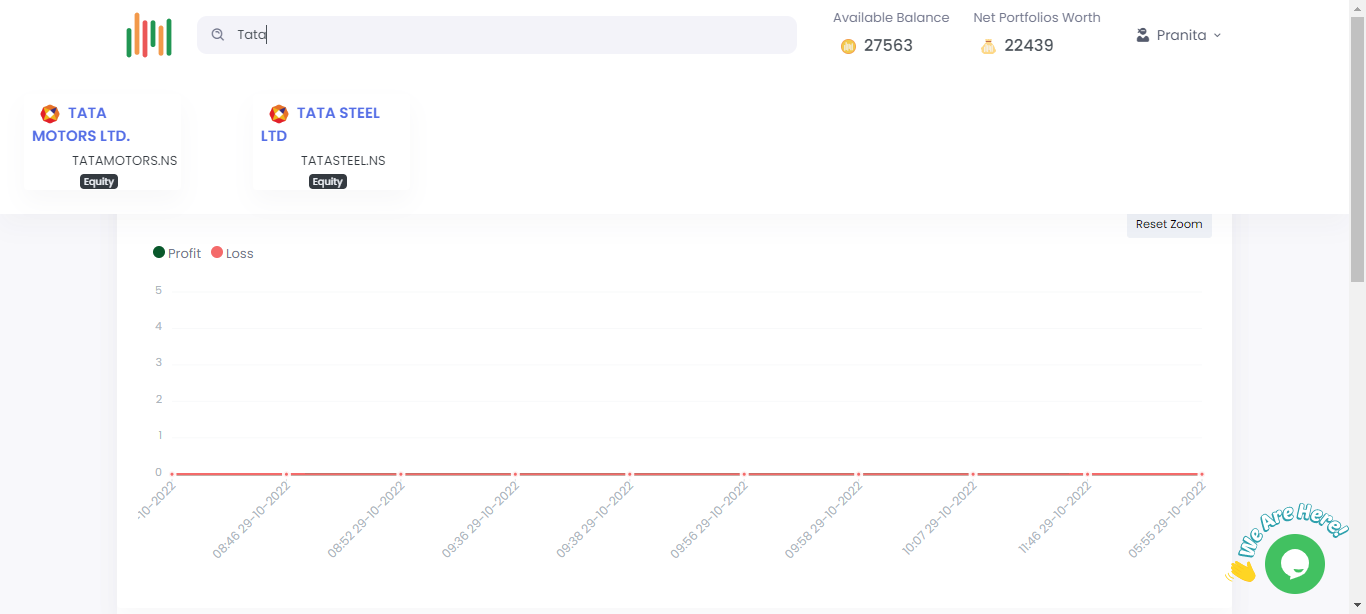 Tata
Available Balance
27563
Net Portfolios Worth
22439
Pranita
TATA
MOTORS LTD.
TATAMOTORS.NS
Equity
TATA STEEL
LTD
TATASTEEL.NS
Equity
Reset Zoom
Profit Loss
5
4
3
2
1
0
-10-2022
08:46 29-10-2022
08:52 29-10-2022
09:36 29-10-2022
09:38 29-10-2022
09:56 29-10-2022
09:58 29-10-2022
10:07 29-10-2022
11:46 29-10-2022
05:55 29-10-2022
We Are Here!